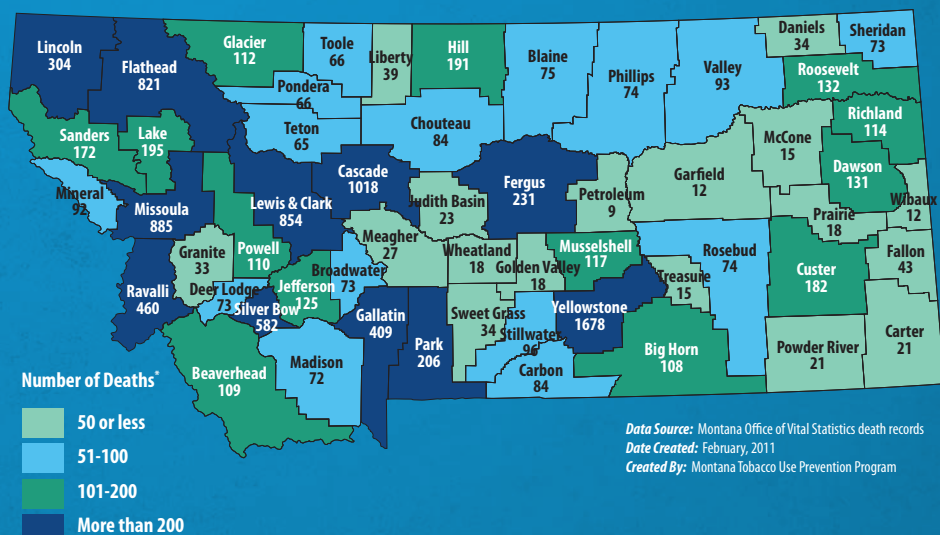 Lincoln
304
Flathead
821
Glacier
112
Toole
66
Liberty
39
Hill
191
Blaine
75
Phillips
74
Valley
93
Daniels
34
Sheridan
73
Roosevelt
132
Pondera
66
Teton
65
Chouteau
84
Sanders
172
Lake
195
Mineral
92
Missoula
885
Lewis & Clark
854
Cascade
1018
Judith Basin
23
Fergus
231
Petroleum
9
Garfield
12
McCone
15
Richland
114
Dawson
131
Wibaux
12
Prairie
18
Granite
33
Powell
110
Meagher
27
Wheatland
18
Golden Valley
18
Musselshell
117
Rosebud
74
Treasure
15
Custer
182
Fallon
43
Ravalli
460
Deer Lodge
73
Silver Bow
582
Jefferson
125
Broadwater
73
Gallatin
409
Park
206
Sweet Grass
34
Stillwater
96
Yellowstone
1678
Carbon
84
Big Horn
108
Powder River
21
Carter
21
Beaverhead
109
Madison
72
Number of Deaths*
50 or less
51-100
101-200
More than 200
Data Source: Montana Office of Vital Statistics death records
Date Created: February, 2011
Created By: Montana Tobacco Use Prevention Program